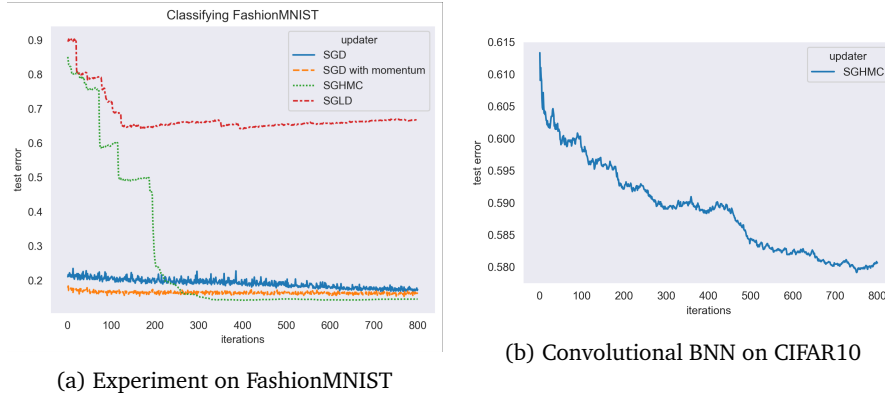 Classifying FashionMNIST
updater
SGD
SGD with momentum
SGHMC
SGLD
test error
0.9
0.8
0.7
0.6
0.5
0.4
0.3
0.2
0 100 200 300 400 500 600 700 800
iterations
(a) Experiment on FashionMNIST
updater
SGHMC
test error
0.615
0.610
0.605
0.600
0.595
0.590
0.585
0.580
0 100 200 300 400 500 600 700 800
iterations
(b) Convolutional BNN on CIFAR10